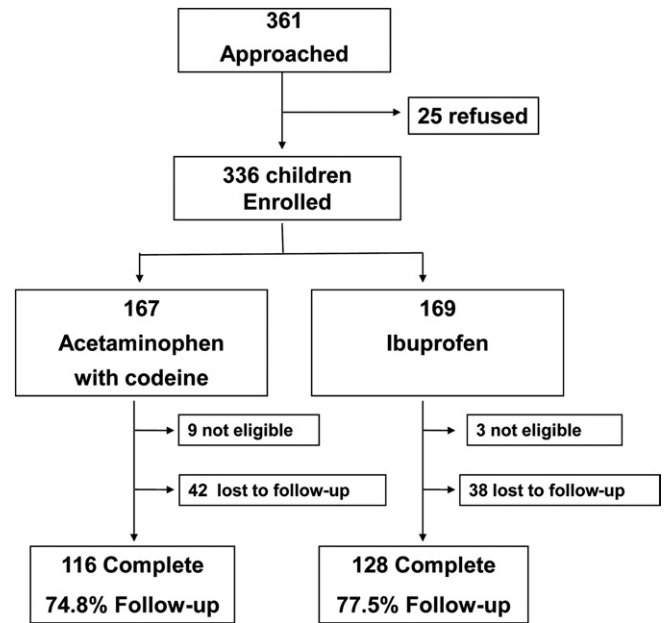 361
Approached
25 refused
336 children
Enrolled
167
Acetaminophen
with codeine
169
Ibuprofen
9 not eligible
3 not eligible
42 lost to follow-up
38 lost to follow-up
116 Complete
74.8% Follow-up
128 Complete
77.5% Follow-up